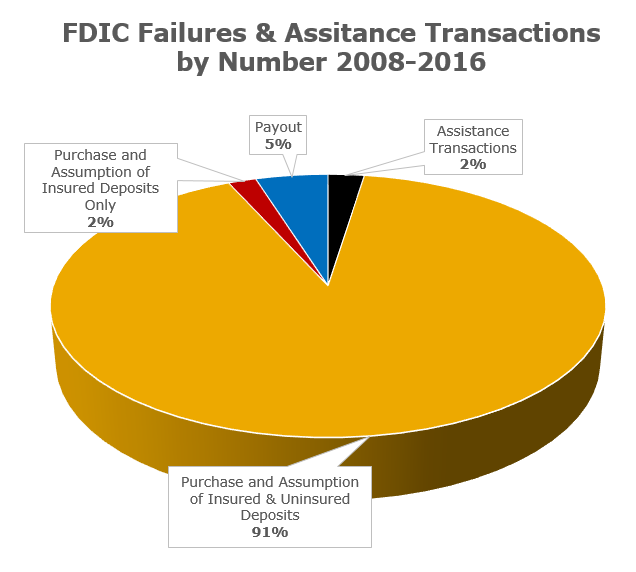 FDIC Failures & Assitance Transactions
by Number 2008-2016
Payout
5%
Assistance
Transactions
2%
Purchase and
Assumption of
Insured Deposits
Only
2%
Purchase and Assumption
of Insured & Uninsured
Deposits
91%